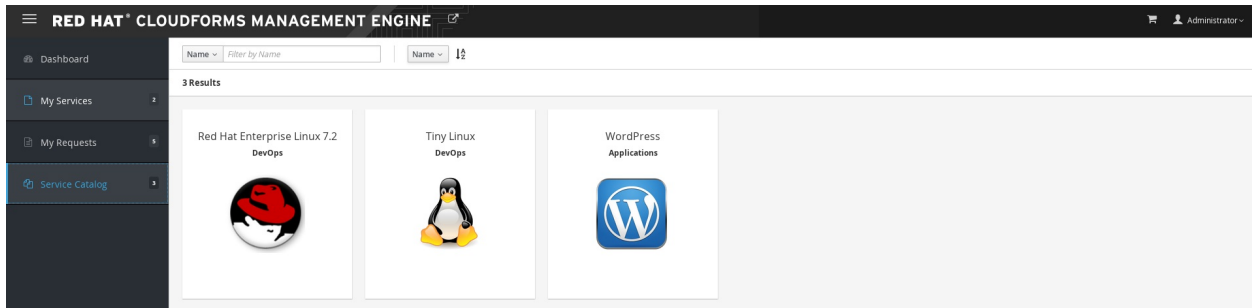 RED HAT® CLOUDFORMS MANAGEMENT ENGINE
Administrator
Dashboard
My Services 2
My Requests 5
Service Catalog 3
Name Filter by Name Name
3 Results
Red Hat Enterprise Linux 7.2
DevOps
Tiny Linux
DevOps
WordPress
Applications